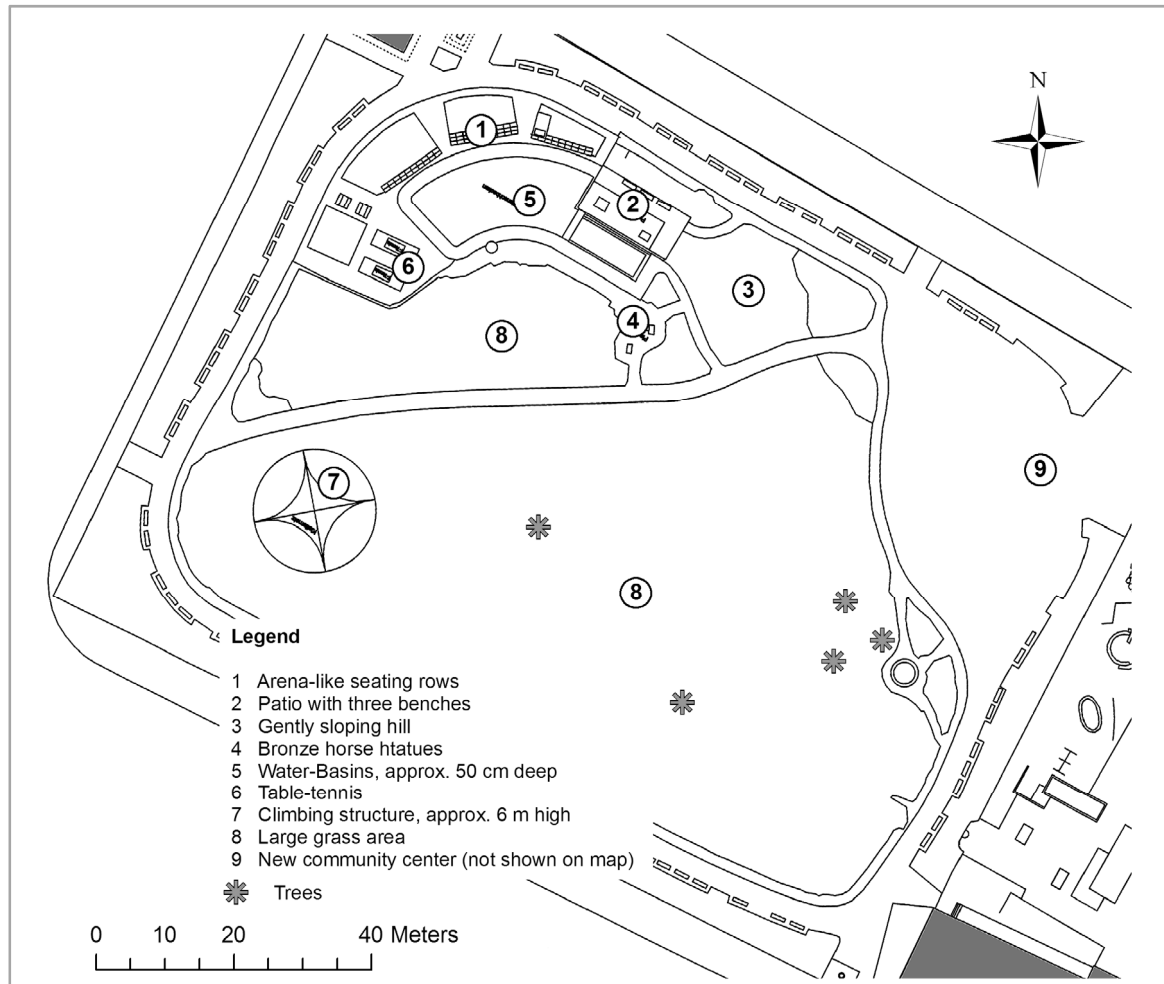 N
1
5
2
6
3
4
8
9
7
8
Legend
1 Arena-like seating rows
2 Patio with three benches
3 Gently sloping hill
4 Bronze horse htatues
5 Water-Basins, approx. 50 cm deep
6 Table-tennis
7 Climbing structure, approx. 6 m high
8 Large grass area
9 New community center (not shown on map)
Trees
0 10 20 40 Meters